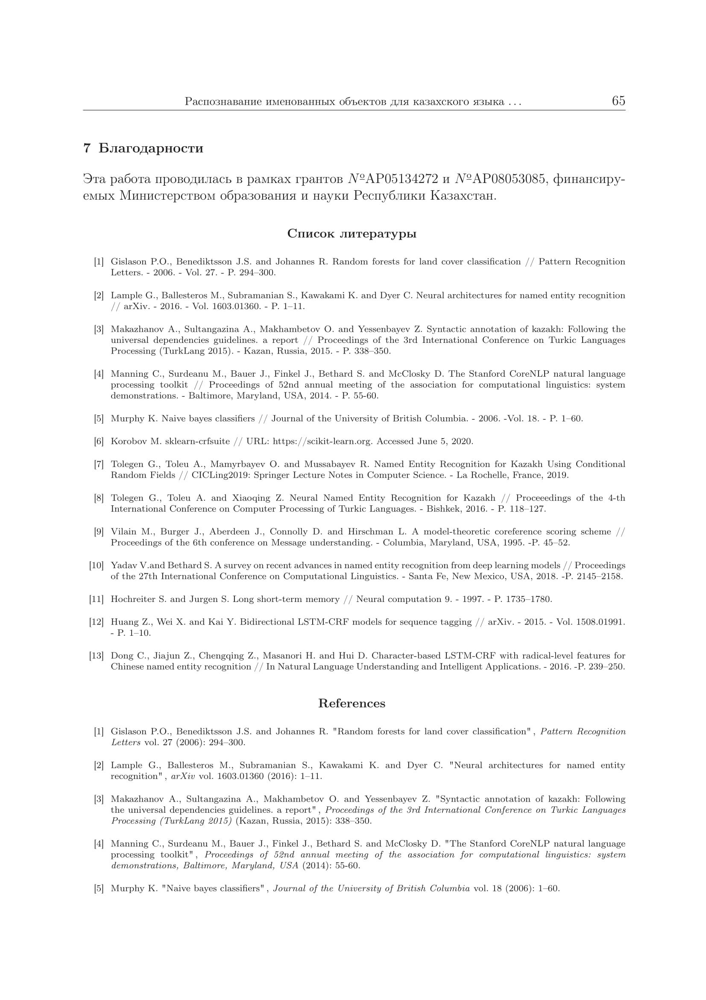 Распознавание именованных объектов для казахского языка . . . 65
7 Благодарности
Эта работа проводилась в рамках грантов №AP05134272 и №AP08053085, финансиру-
емых Министерством образования и науки Республики Казахстан.
Список литературы
[1] Gislason P.O., Benediktsson J.S. and Johannes R. Random forests for land cover classification // Pattern Recognition
Letters. - 2006. - Vol. 27. - P. 294–300.
[2] Lample G., Ballesteros M., Subramanian S., Kawakami K. and Dyer C. Neural architectures for named entity recognition
// arXiv. - 2016. - Vol. 1603.01360. - P. 1–11.
[3] Makazhanov A., Sultangazina A., Makhambetov O. and Yessenbayev Z. Syntactic annotation of kazakh: Following the
universal dependencies guidelines. a report // Proceedings of the 3rd International Conference on Turkic Languages
Processing (TurkLang 2015). - Kazan, Russia, 2015. - P. 338–350.
[4] Manning C., Surdeanu M., Bauer J., Finkel J., Bethard S. and McClosky D. The Stanford CoreNLP natural language
processing toolkit // Proceedings of 52nd annual meeting of the association for computational linguistics: system
demonstrations. - Baltimore, Maryland, USA, 2014. - P. 55-60.
[5] Murphy K. Naive bayes classifiers // Journal of the University of British Columbia. - 2006. -Vol. 18. - P. 1–60.
[6] Korobov M. sklearn-crfsuite // URL: https://scikit-learn.org. Accessed June 5, 2020.
[7] Tolegen G., Toleu A., Mamyrbayev O. and Mussabayev R. Named Entity Recognition for Kazakh Using Conditional
Random Fields // CICLing2019: Springer Lecture Notes in Computer Science. - La Rochelle, France, 2019.
[8] Tolegen G., Toleu A. and Xiaoqing Z. Neural Named Entity Recognition for Kazakh // Proceeedings of the 4-th
International Conference on Computer Processing of Turkic Languages. - Bishkek, 2016. - P. 118–127.
[9] Vilain M., Burger J., Aberdeen J., Connolly D. and Hirschman L. A model-theoretic coreference scoring scheme //
Proceedings of the 6th conference on Message understanding. - Columbia, Maryland, USA, 1995. -P. 45–52.
[10] Yadav V.and Bethard S. A survey on recent advances in named entity recognition from deep learning models // Proceedings
of the 27th International Conference on Computational Linguistics. - Santa Fe, New Mexico, USA, 2018. -P. 2145–2158.
[11] Hochreiter S. and Jurgen S. Long short-term memory // Neural computation 9. - 1997. - P. 1735–1780.
[12] Huang Z., Wei X. and Kai Y. Bidirectional LSTM-CRF models for sequence tagging // arXiv. - 2015. - Vol. 1508.01991.
- P. 1–10.
[13] Dong C., Jiajun Z., Chengqing Z., Masanori H. and Hui D. Character-based LSTM-CRF with radical-level features for
Chinese named entity recognition // In Natural Language Understanding and Intelligent Applications. - 2016. -P. 239–250.
References
[1] Gislason P.O., Benediktsson J.S. and Johannes R. "Random forests for land cover classification" , Pattern Recognition
Letters vol. 27 (2006): 294–300.
[2] Lample G., Ballesteros M., Subramanian S., Kawakami K. and Dyer C. "Neural architectures for named entity
recognition" , arXiv vol. 1603.01360 (2016): 1–11.
[3] Makazhanov A., Sultangazina A., Makhambetov O. and Yessenbayev Z. "Syntactic annotation of kazakh: Following
the universal dependencies guidelines. a report" , Proceedings of the 3rd International Conference on Turkic Languages
Processing (TurkLang 2015) (Kazan, Russia, 2015): 338–350.
[4] Manning C., Surdeanu M., Bauer J., Finkel J., Bethard S. and McClosky D. "The Stanford CoreNLP natural language
processing toolkit" , Proceedings of 52nd annual meeting of the association for computational linguistics: system
demonstrations, Baltimore, Maryland, USA (2014): 55-60.
[5] Murphy K. "Naive bayes classifiers" , Journal of the University of British Columbia vol. 18 (2006): 1–60.